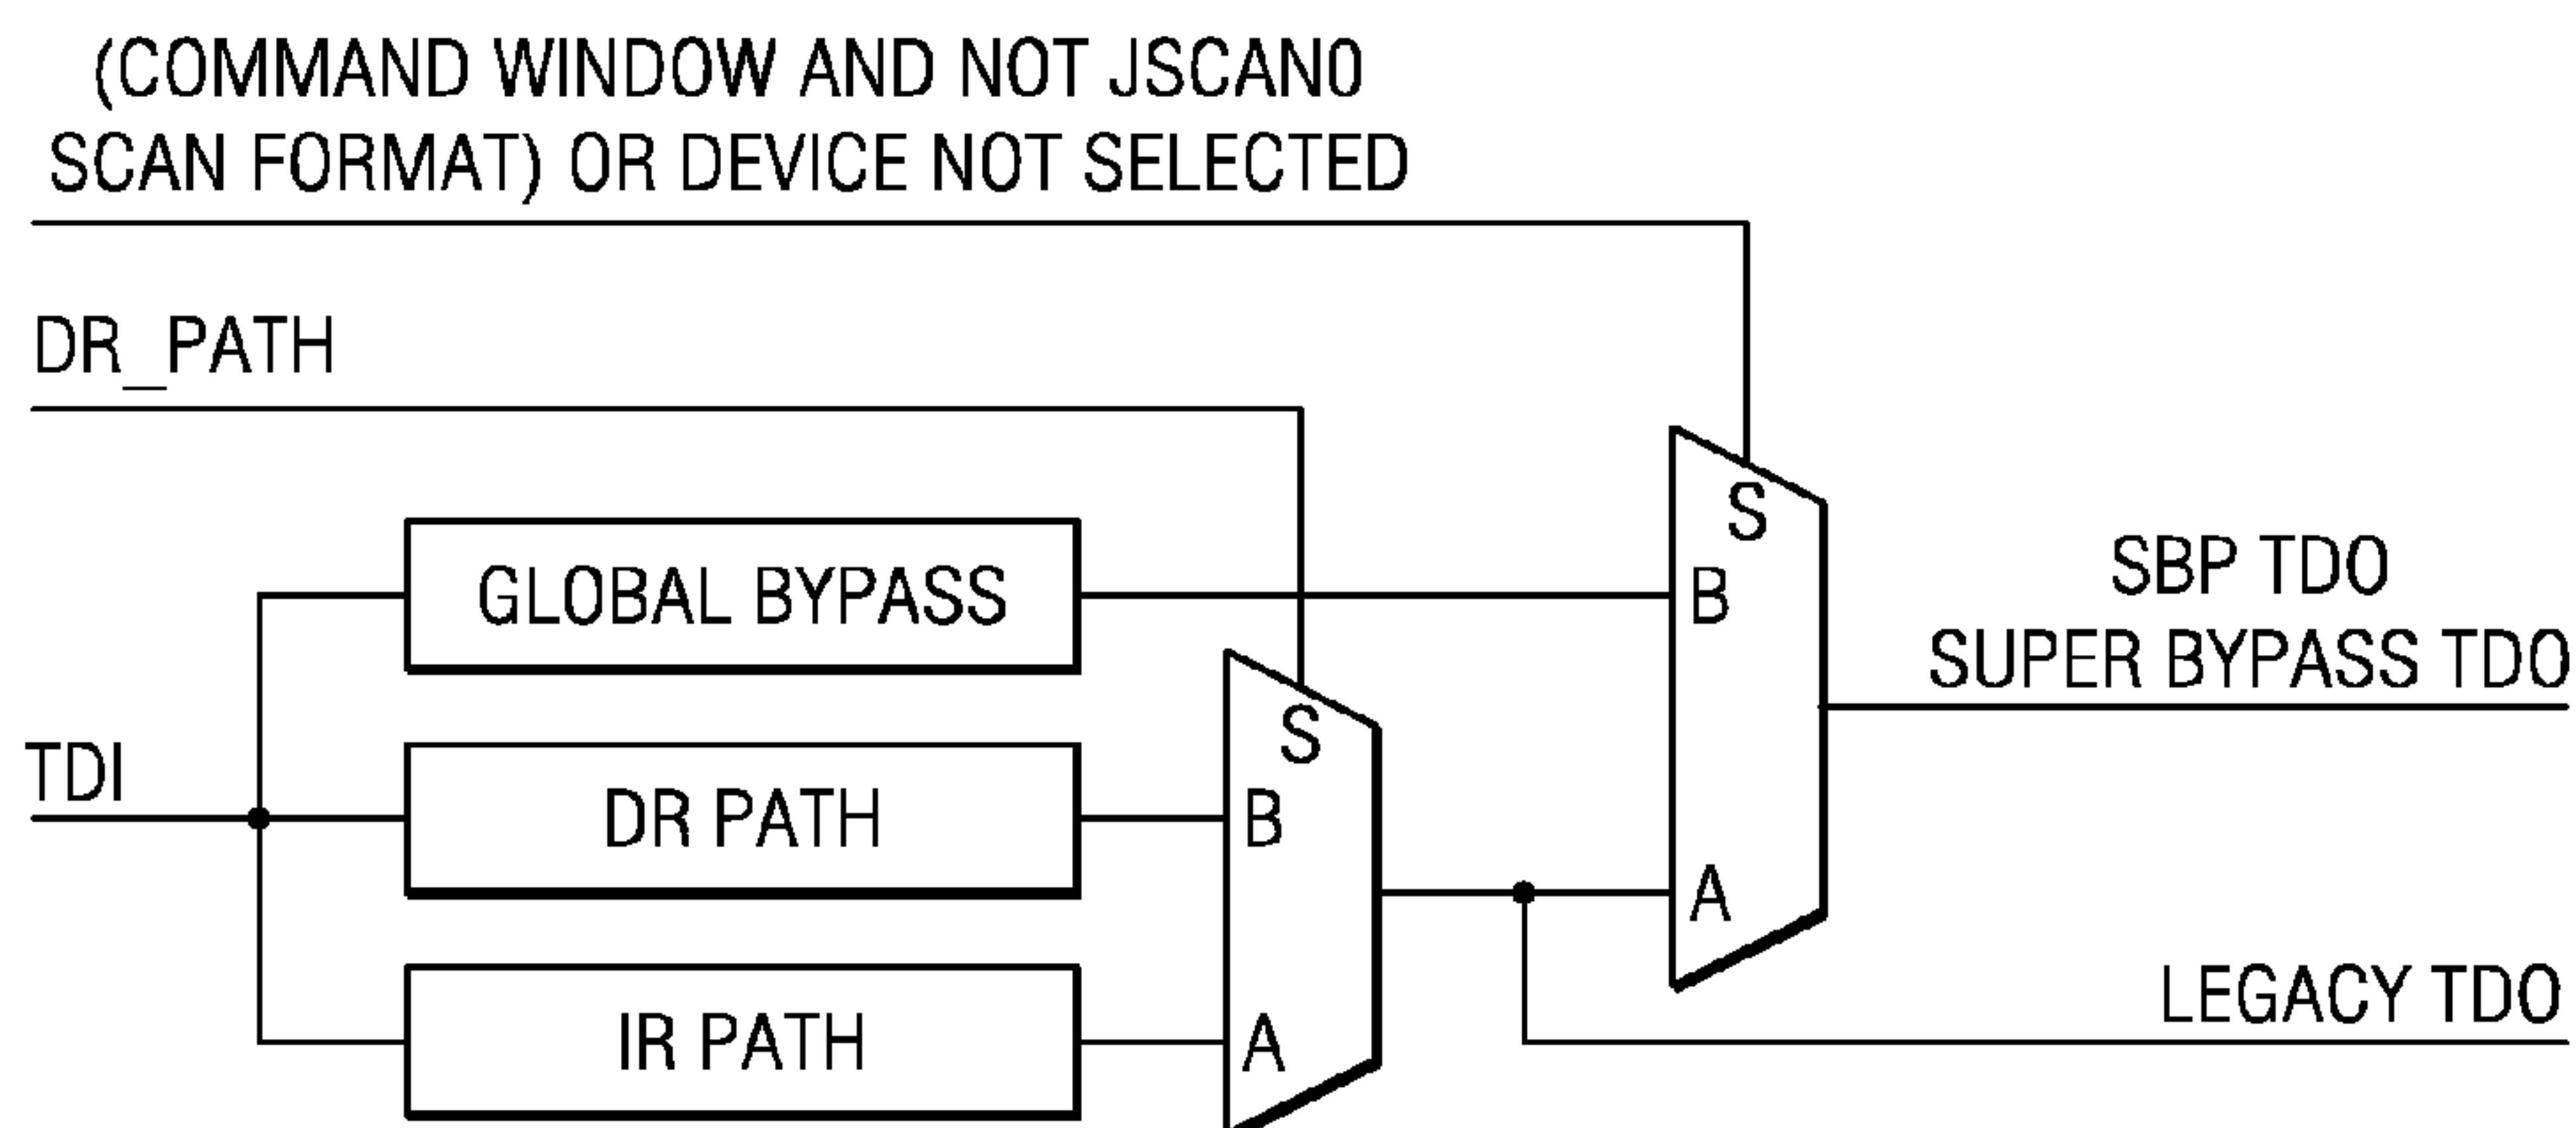 (COMMAND WINDOW AND NOT JSCAN0
SCAN FORMAT) OR DEVICE NOT SELECTED
DR_PATH
S
GLOBAL BYPASS
B
SBP TDO
SUPER BYPASS TDO
S
TDI
DR PATH
B
A
LEGACY TDO
IR PATH
A